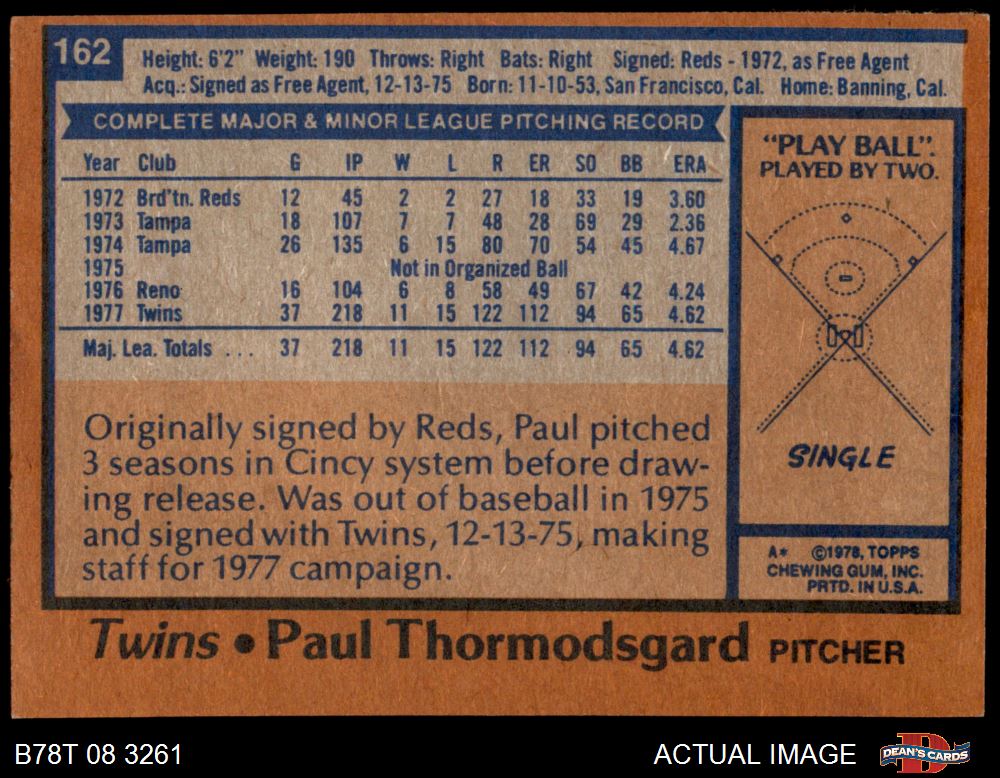 162
Height: 6'2" Weight: 190 Throws: Right Bats: Right Signed: Reds - 1972, as Free Agent
Acq.: Signed as Free Agent, 12-13-75 Born: 11-10-53, San Francisco, Cal. Home: Banning, Cal.
COMPLETE MAJOR & MINOR LEAGUE PITCHING RECORD
Year Club G IP W L R ER SO BB ERA
1972 Brd'tn. Reds 12 45 2 2 27 18 33 19 3.60
1973 Tampa 18 107 7 7 48 28 69 29 2.36
1974 Tampa 26 135 6 15 80 70 54 45 4.67
1975 Not in Organized Ball
1976 Reno 16 104 6 8 58 49 67 42 4.24
1977 Twins 37 218 11 15 122 112 94 65 4.62
Maj. Lea. Totals . . . 37 218 11 15 122 112 94 65 4.62
Originally signed by Reds, Paul pitched
3 seasons in Cincy system before draw-
ing release. Was out of baseball in 1975
and signed with Twins, 12-13-75, making
staff for 1977 campaign.
"PLAY BALL".
PLAYED BY TWO.
SINGLE
A* ©1978, TOPPS
CHEWING GUM, INC.
PRTD. IN U.S.A.
Twins • Paul Thormodsgard PITCHER
B78T 08 3261
ACTUAL IMAGE
DEAN'S CARDS